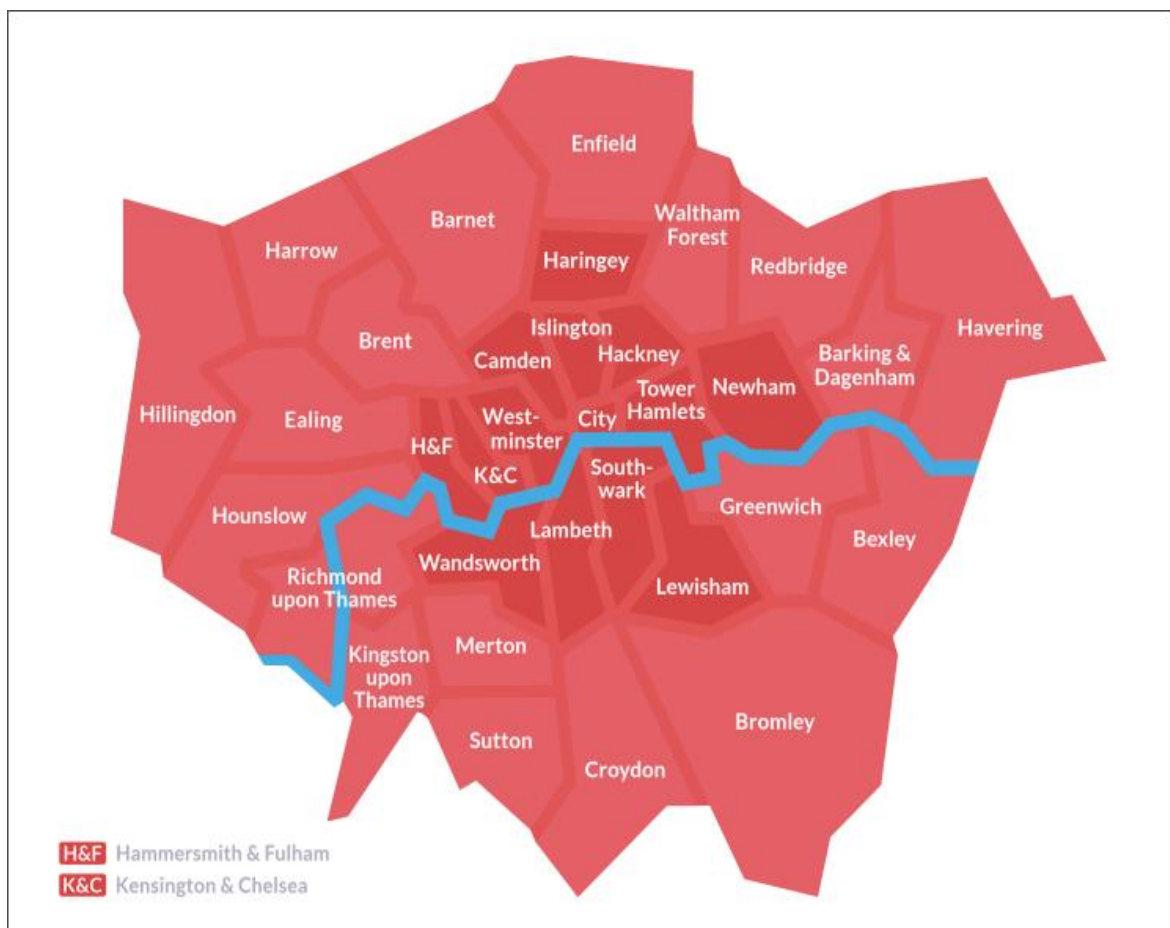 Enfield
Waltham
Forest
Barnet
Harrow
Haringey
Redbridge
Islington
Havering
Brent
Camden
Hackney
Barking &
Dagenham
Tower
Hamlets
Newham
Hillingdon
Ealing
West-
minster
City
H&F
K&C
South-
wark
Hounslow
Greenwich
Lambeth
Bexley
Wandsworth
Richmond
upon Thames
Lewisham
Merton
Kingston
upon
Thames
Bromley
Sutton
Croydon
H&F Hammersmith & Fulham
K&C Kensington & Chelsea